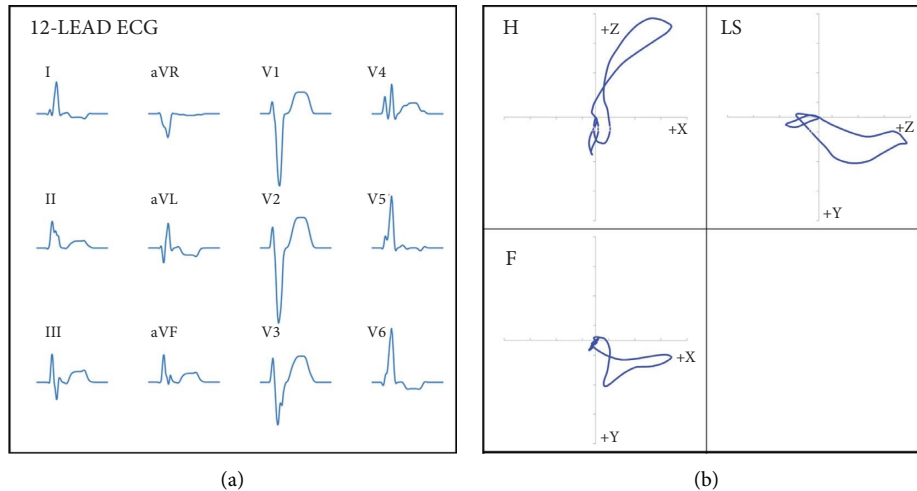 12-LEAD ECG
I aVR V1 V4
II aVL V2 V5
III aVF V3 V6
(a)
H +Z +X
LS +Z +Y
F +X +Y
(b)